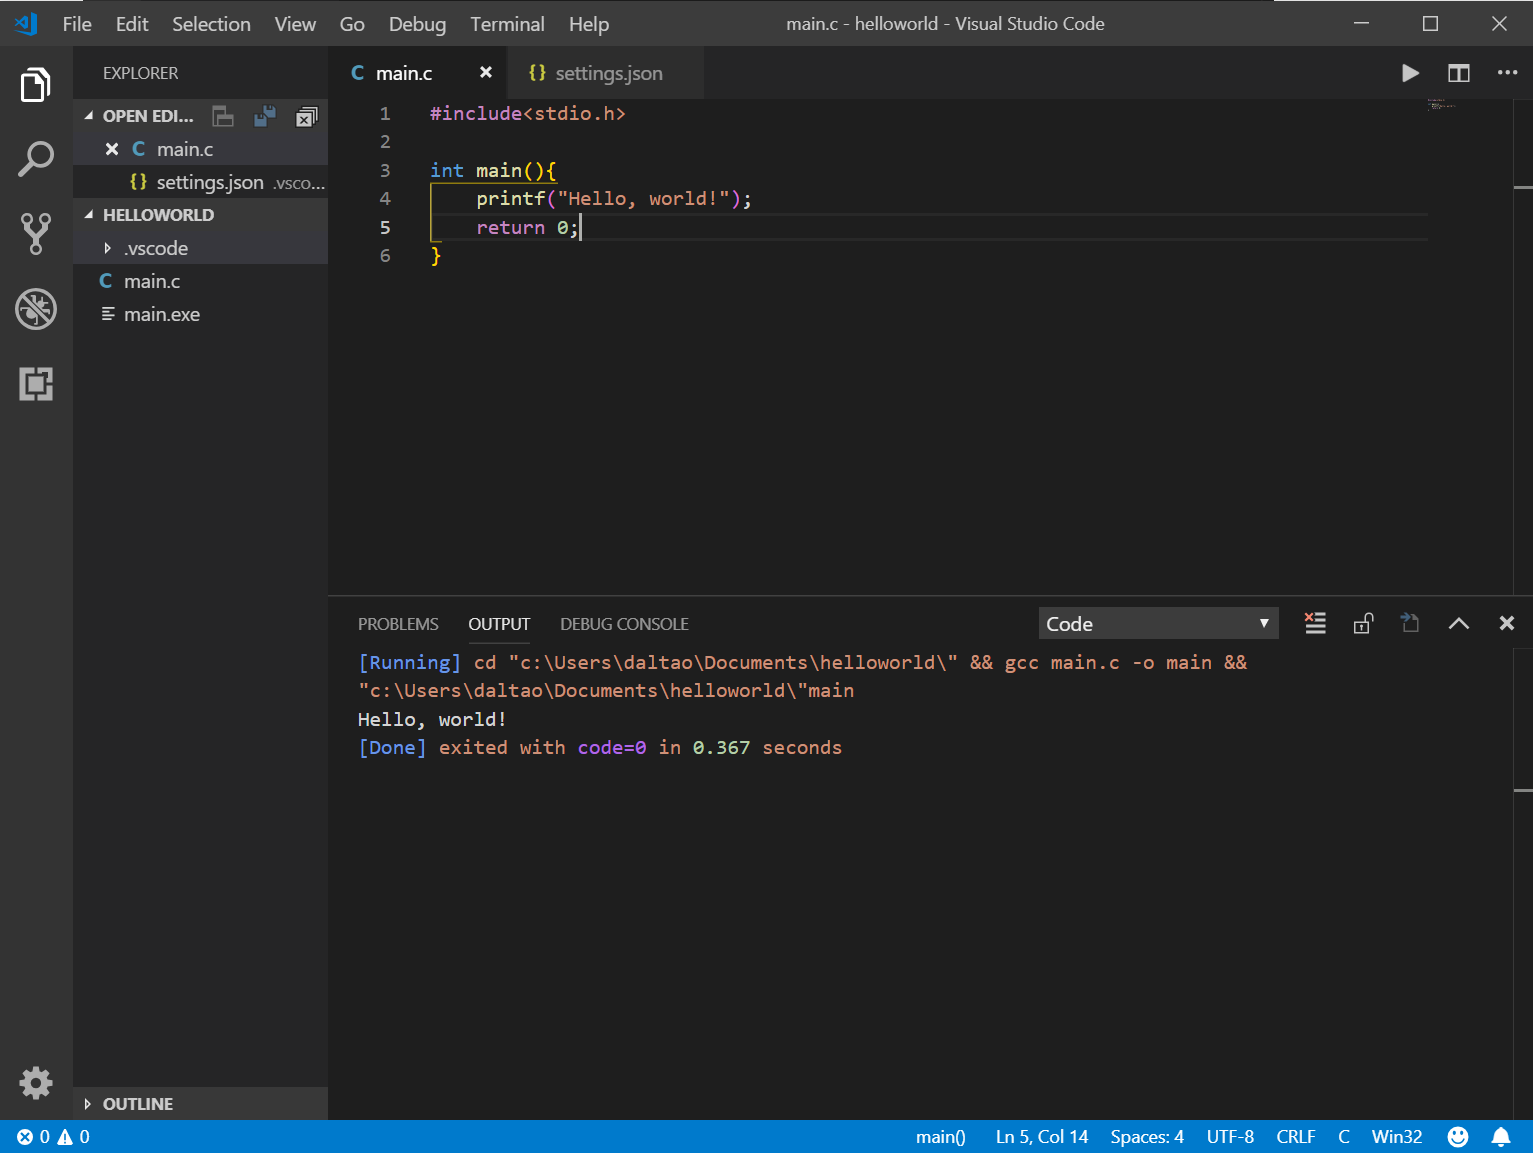 File Edit Selection View Go Debug Terminal Help main.c - helloworld - Visual Studio Code
EXPLORER
OPEN EDI...
main.c
settings.json .vsco...
HELLOWORLD
.vscode
C main.c
main.exe
OUTLINE
C main.c {} settings.json
1 #include<stdio.h>
2
3 int main(){
4 printf("Hello, world!");
5 return 0;
6 }
PROBLEMS OUTPUT DEBUG CONSOLE Code
[Running] cd "c:\Users\daltao\Documents\helloworld\" && gcc main.c -o main &&
"c:\Users\daltao\Documents\helloworld\"main
Hello, world!
[Done] exited with code=0 in 0.367 seconds
0 0 main() Ln 5, Col 14 Spaces: 4 UTF-8 CRLF C Win32